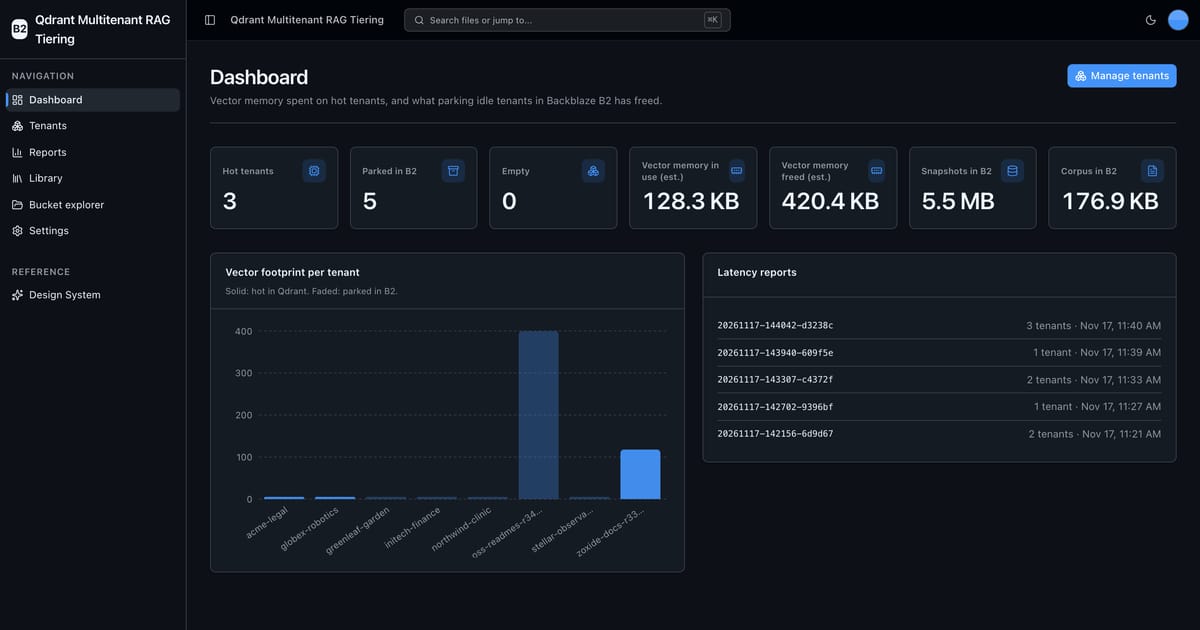 B2
Qdrant Multitenant RAG
Tiering
NAVIGATION
Dashboard
Tenants
Reports
Library
Bucket explorer
Settings
REFERENCE
Design System
Qdrant Multitenant RAG Tiering
Search files or jump to...
⌘K
Dashboard
Vector memory spent on hot tenants, and what parking idle tenants in Backblaze B2 has freed.
Manage tenants
Hot tenants
3
Parked in B2
5
Empty
0
Vector memory in
use (est.)
128.3 KB
Vector memory
freed (est.)
420.4 KB
Snapshots in B2
5.5 MB
Corpus in B2
176.9 KB
Vector footprint per tenant
Solid: hot in Qdrant. Faded: parked in B2.
400
300
200
100
0
acme-legal
globex-robotics
greenleaf-garden
initech-finance
northwind-clinic
oss-readmes-r34...
stellar-observa...
zoxide-docs-r33...
Latency reports
20261117-144042-d3238c
3 tenants · Nov 17, 11:40 AM
20261117-143940-609f5e
1 tenant · Nov 17, 11:39 AM
20261117-143307-c4372f
2 tenants · Nov 17, 11:33 AM
20261117-142702-9396bf
1 tenant · Nov 17, 11:27 AM
20261117-142156-6d9d67
2 tenants · Nov 17, 11:21 AM